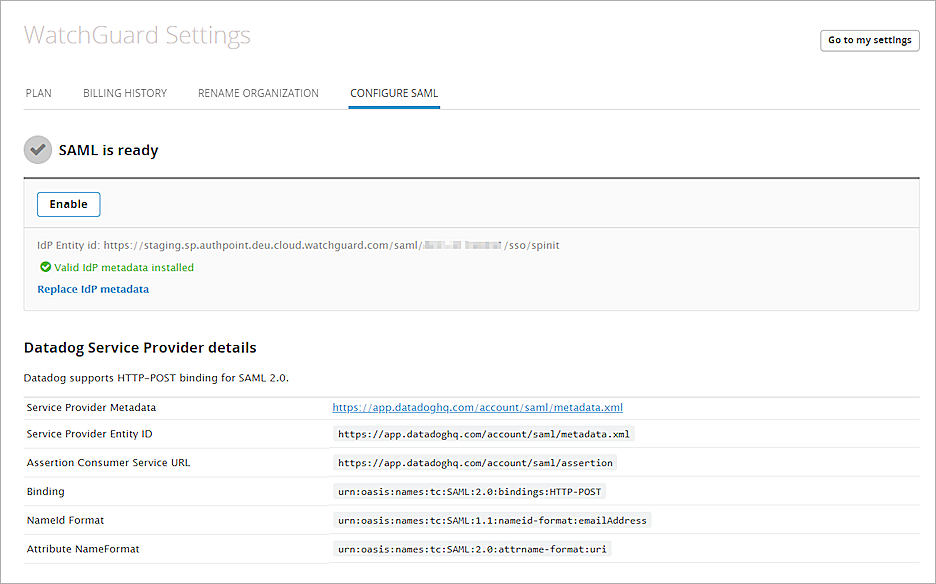 WatchGuard Settings
Go to my settings
PLAN BILLING HISTORY RENAME ORGANIZATION CONFIGURE SAML
SAML is ready
Enable
IdP Entity id: https://staging.sp.authpoint.deu.cloud.watchguard.com/saml/ /sso/spinit
Valid IdP metadata installed
Replace IdP metadata
Datadog Service Provider details
Datadog supports HTTP-POST binding for SAML 2.0.
Service Provider Metadata https://app.datadoghq.com/account/saml/metadata.xml
Service Provider Entity ID https://app.datadoghq.com/account/saml/metadata.xml
Assertion Consumer Service URL https://app.datadoghq.com/account/saml/assertion
Binding urn:oasis:names:tc:SAML:2.0:bindings:HTTP-POST
NameId Format urn:oasis:names:tc:SAML:1.1:nameid-format:emailAddress
Attribute NameFormat urn:oasis:names:tc:SAML:2.0:attrname-format:uri